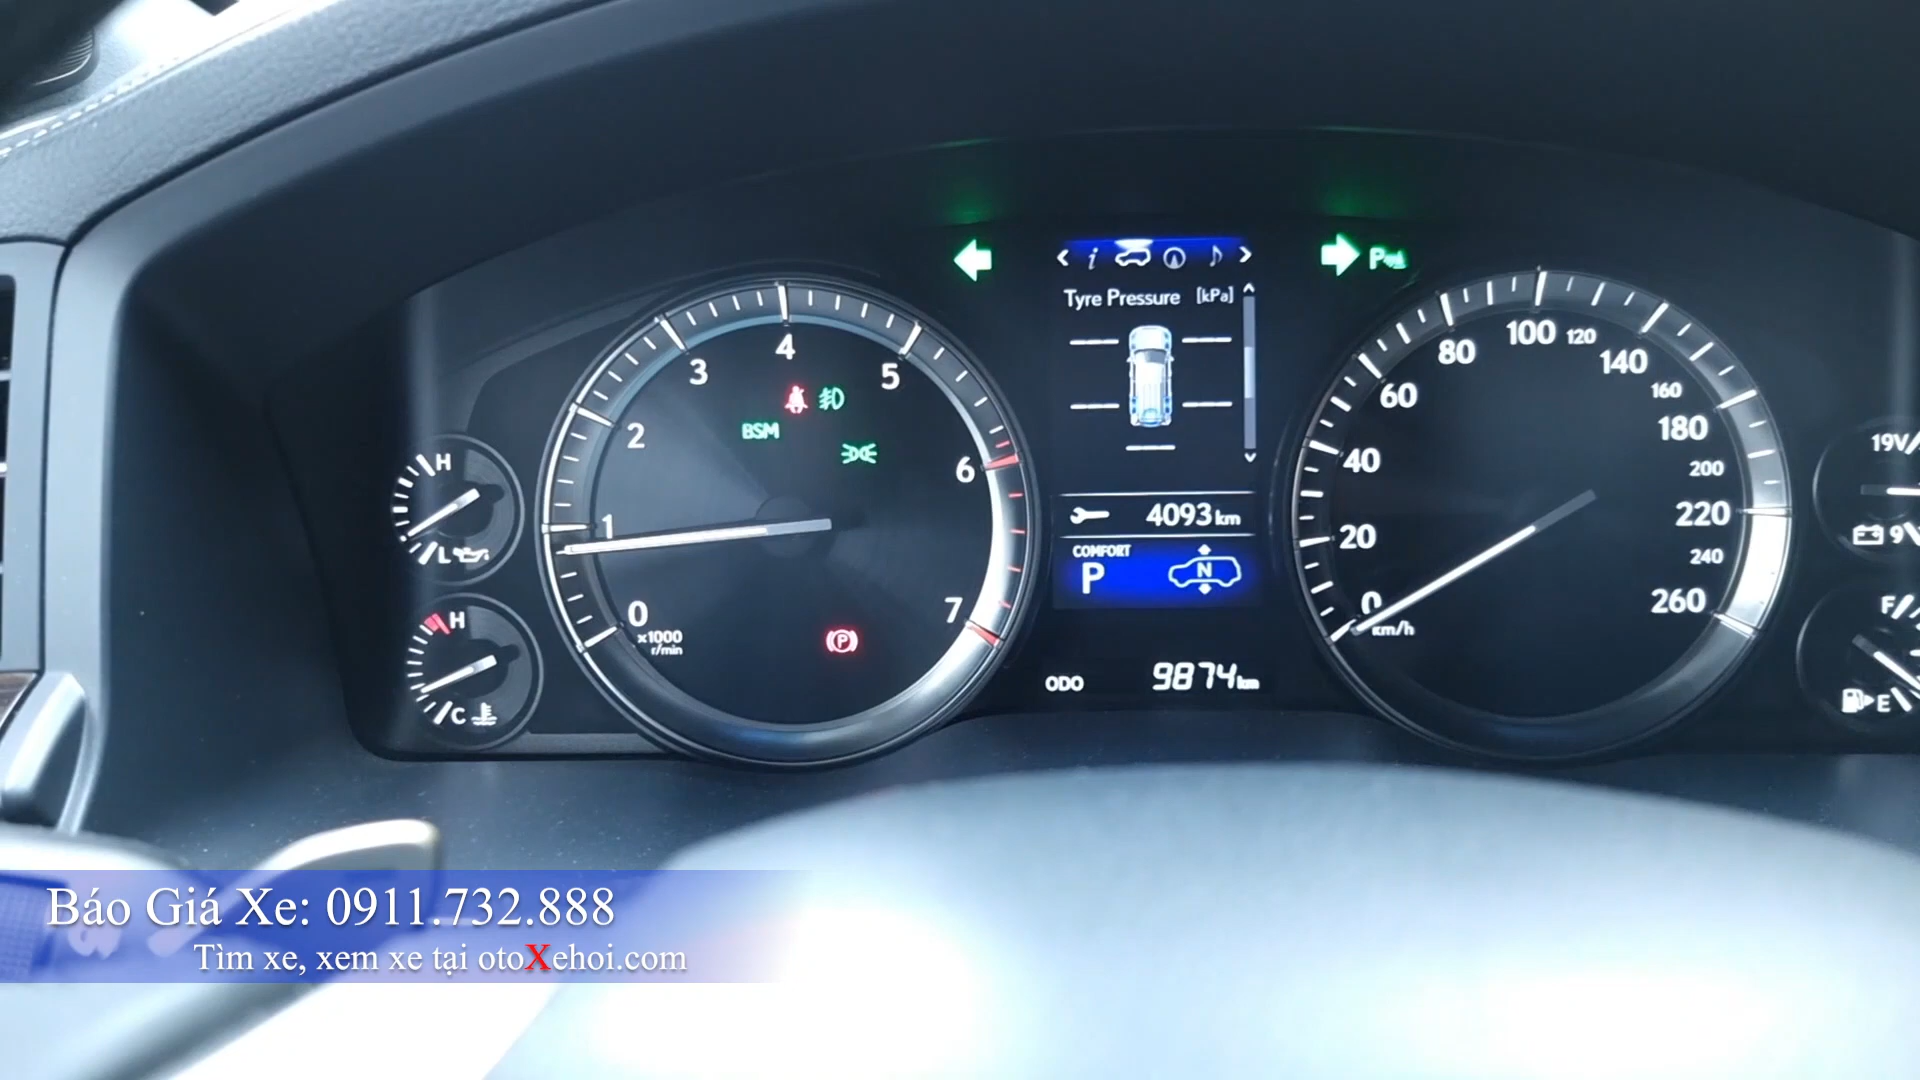 < i >
Tyre Pressure [kPa]
4093 km
COMFORT
P
N
ODO 9874 km
H
L
H
C
0 1 2 3 4 5 6 7
x1000
r/min
BSM
P
P
0 20 40 60 80 100 120 140 160 180 200 220 240 260
km/h
19V
9
F
E
Báo Giá Xe: 0911.732.888
Tìm xe, xem xe tại otoXehoi.com